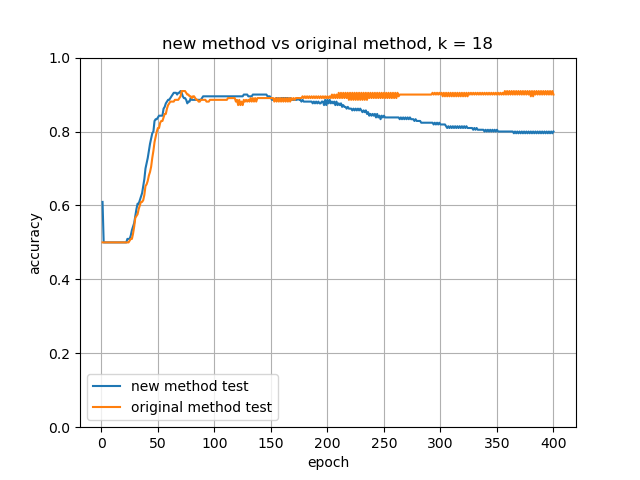 new method vs original method, k = 18
1.0
0.8
0.6
0.4
0.2
0.0
accuracy
new method test
original method test
0 50 100 150 200 250 300 350 400
epoch